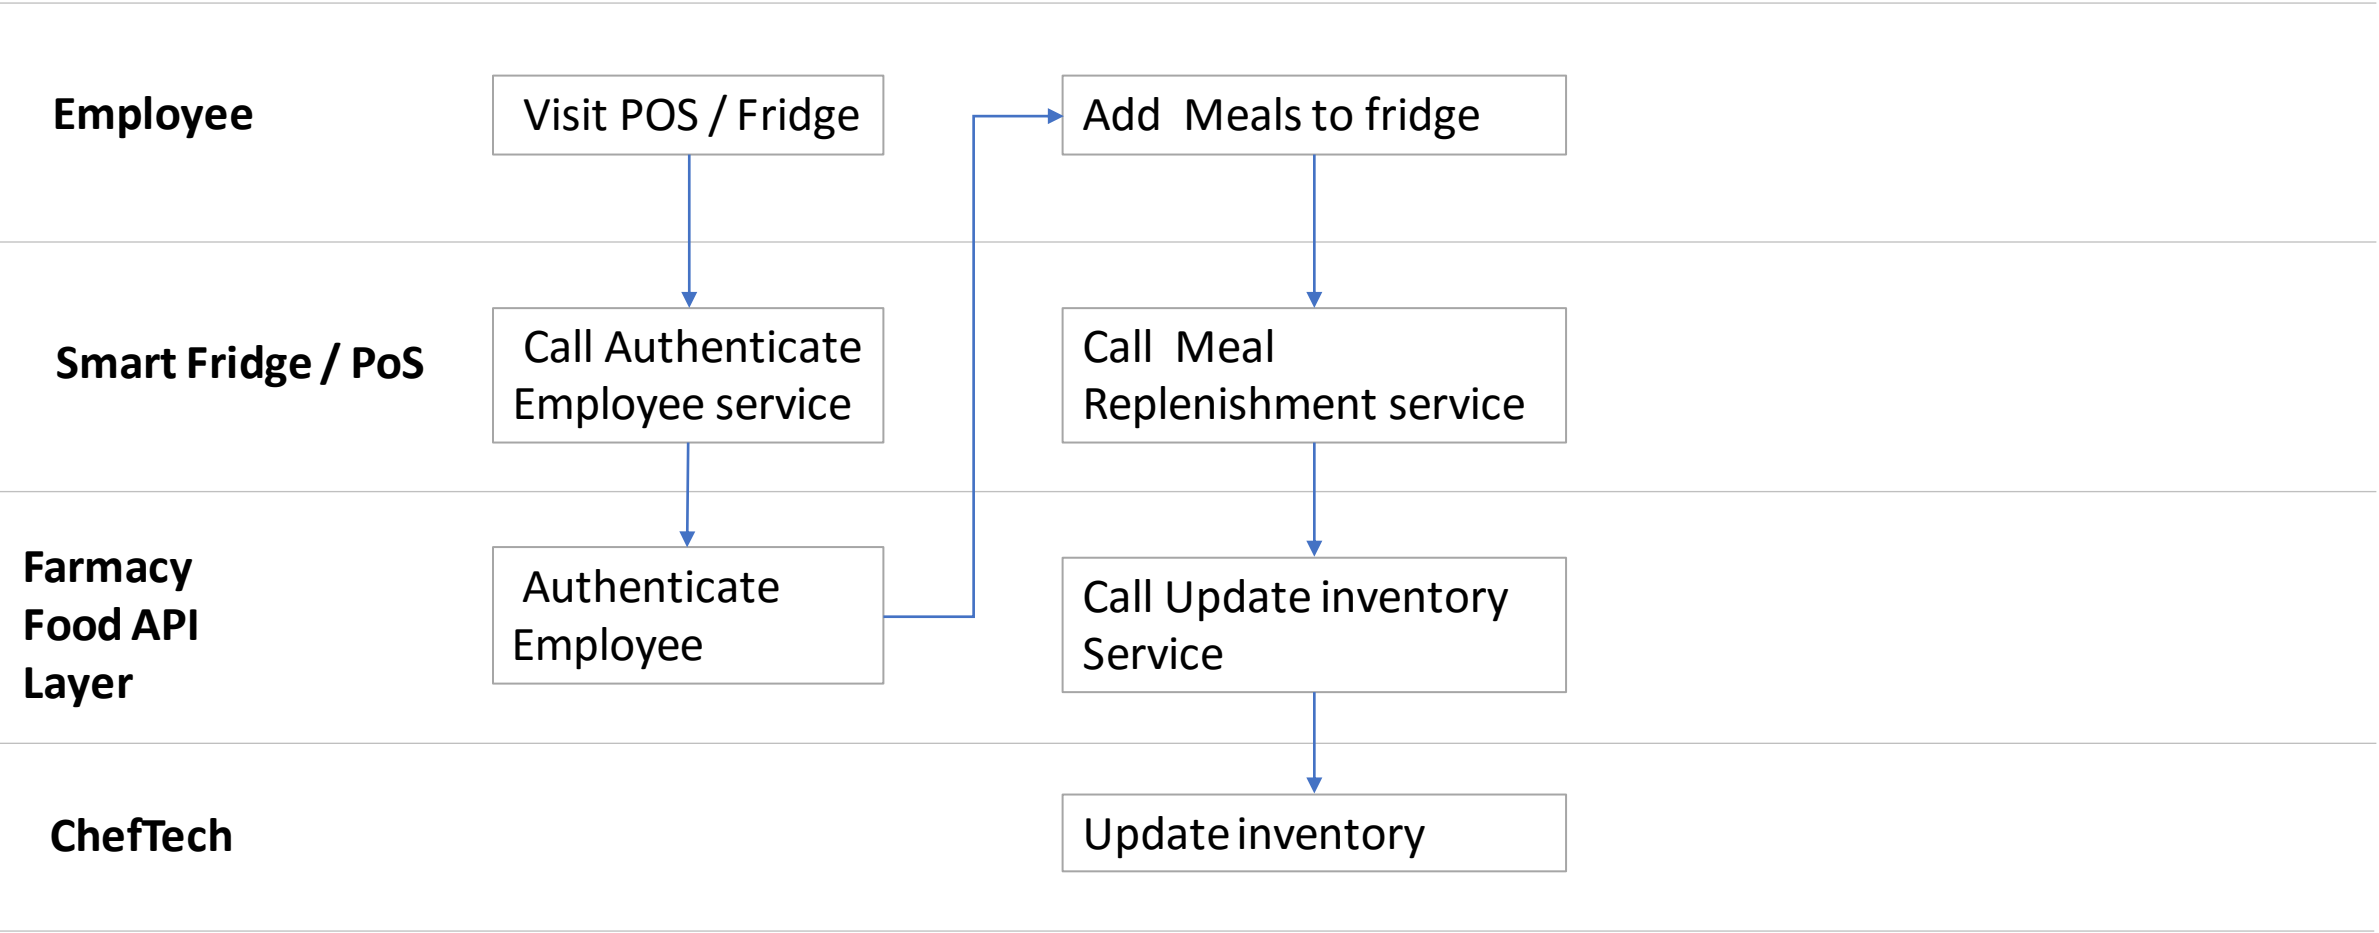 Employee
Visit POS / Fridge
Add Meals to fridge
Smart Fridge / PoS
Call Authenticate
Employee service
Call Meal
Replenishment service
Farmacy
Food API
Layer
Authenticate
Employee
Call Update inventory
Service
ChefTech
Update inventory